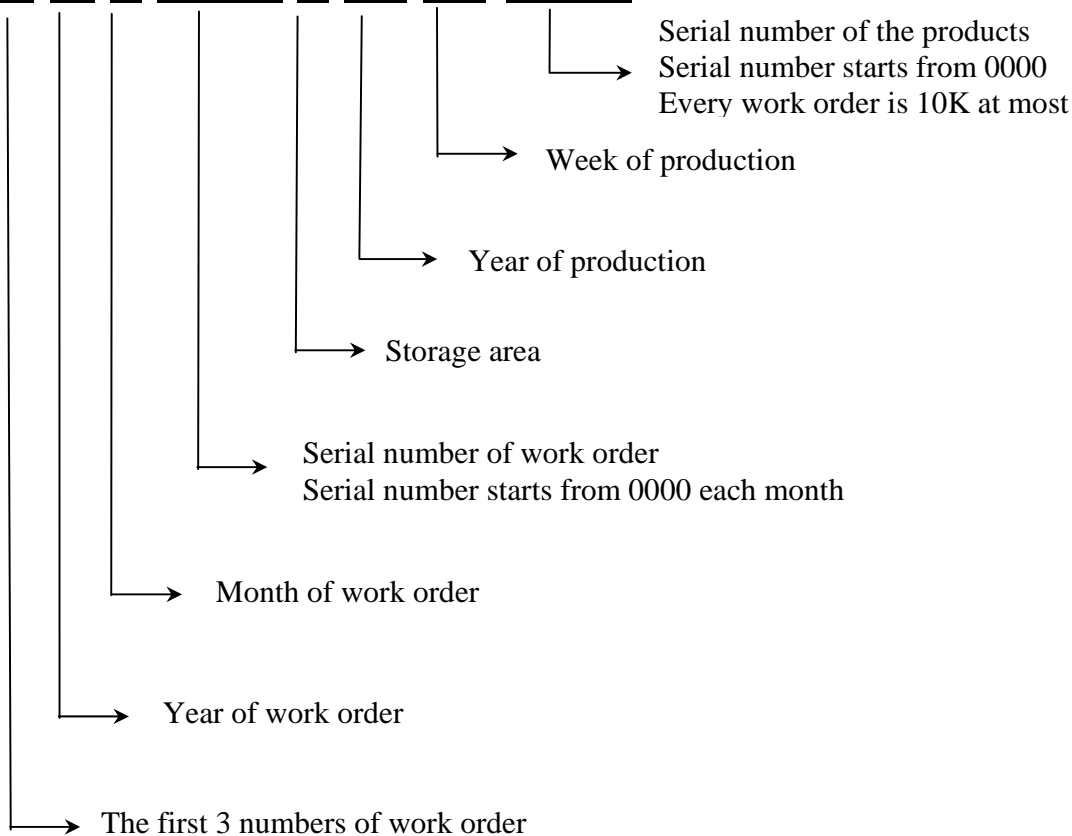 Serial number of the products
Serial number starts from 0000
Every work order is 10K at most
Week of production
Year of production
Storage area
Serial number of work order
Serial number starts from 0000 each month
Month of work order
Year of work order
The first 3 numbers of work order